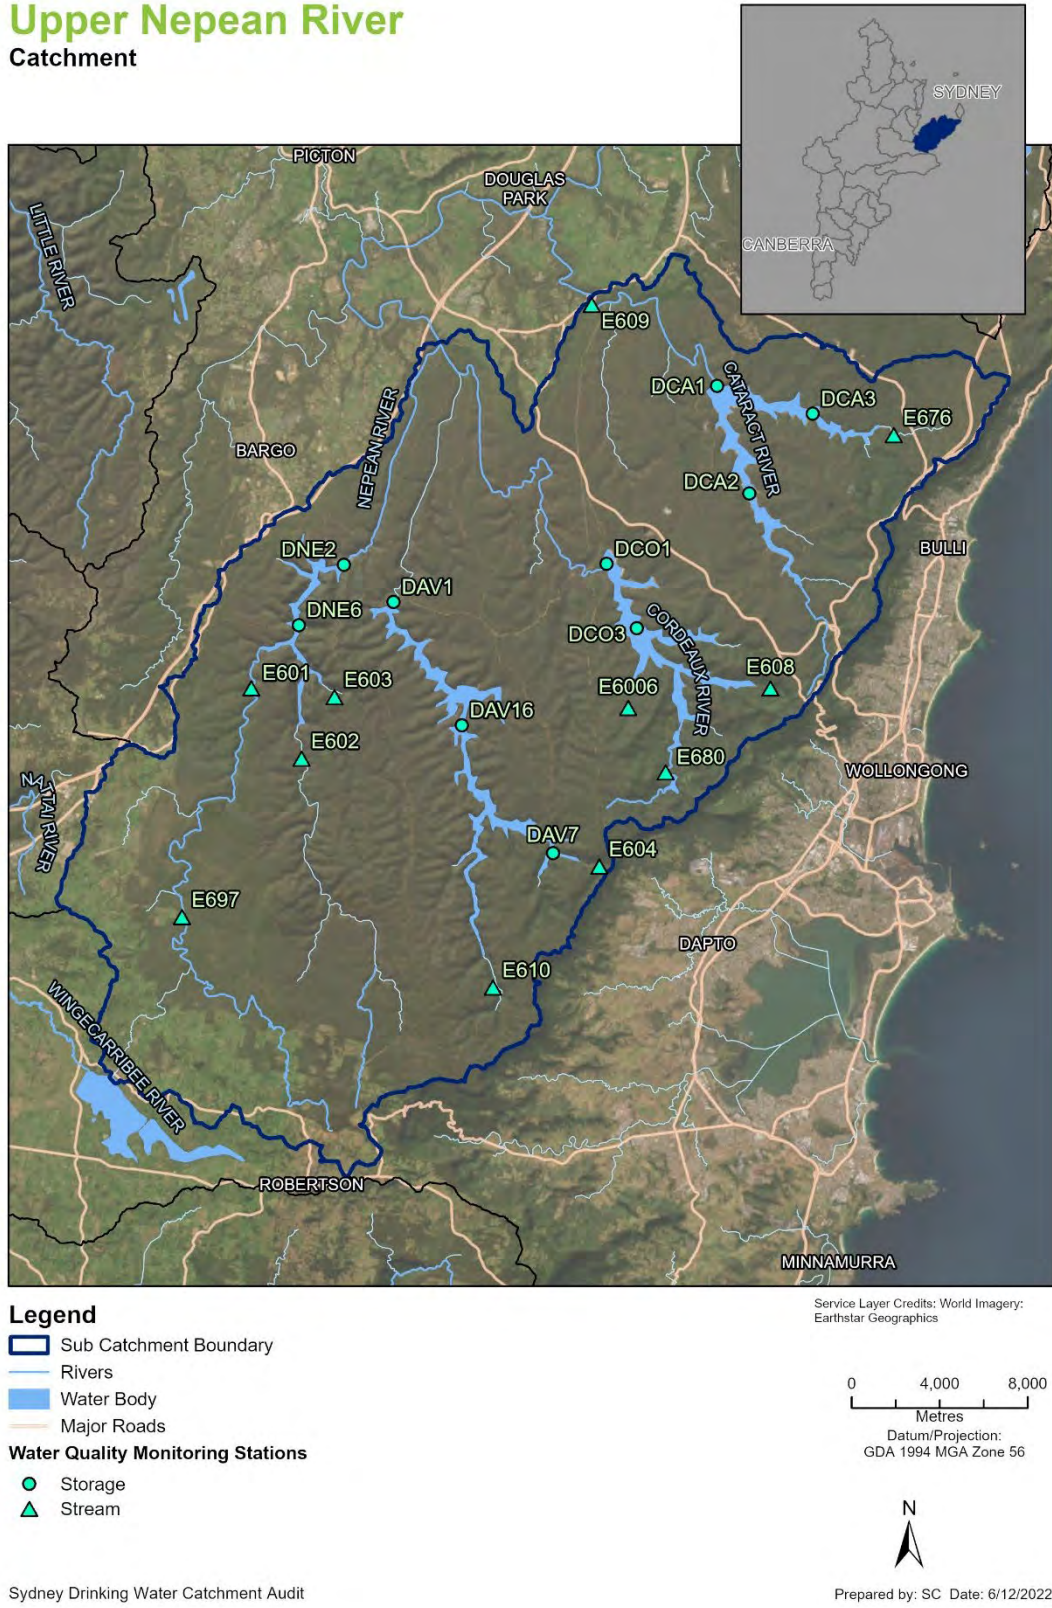 Upper Nepean River
Catchment
SYDNEY
CANBERRA
PICTON
DOUGLAS
PARK
LITTLE RIVER
E609
DCA1
CATARACT RIVER
DCA3
E676
NEPEAN RIVER
BARGO
DCA2
DNE2
DCO1
BULLI
DAV1
DNE6
DCO3
CORDEAUX RIVER
E601
E603
E6006
E608
DAV16
E602
E680
WOLLONGONG
NATTAI RIVER
DAV7
E604
E697
DAPTO
E610
WINGECARRIBEE RIVER
ROBERTSON
MINNAMURRA
Legend
Sub Catchment Boundary
Rivers
Water Body
Major Roads
Water Quality Monitoring Stations
Storage
Stream
Service Layer Credits: World Imagery:
Earthstar Geographics
0 4,000 8,000
Metres
Datum/Projection:
GDA 1994 MGA Zone 56
N
Sydney Drinking Water Catchment Audit
Prepared by: SC Date: 6/12/2022